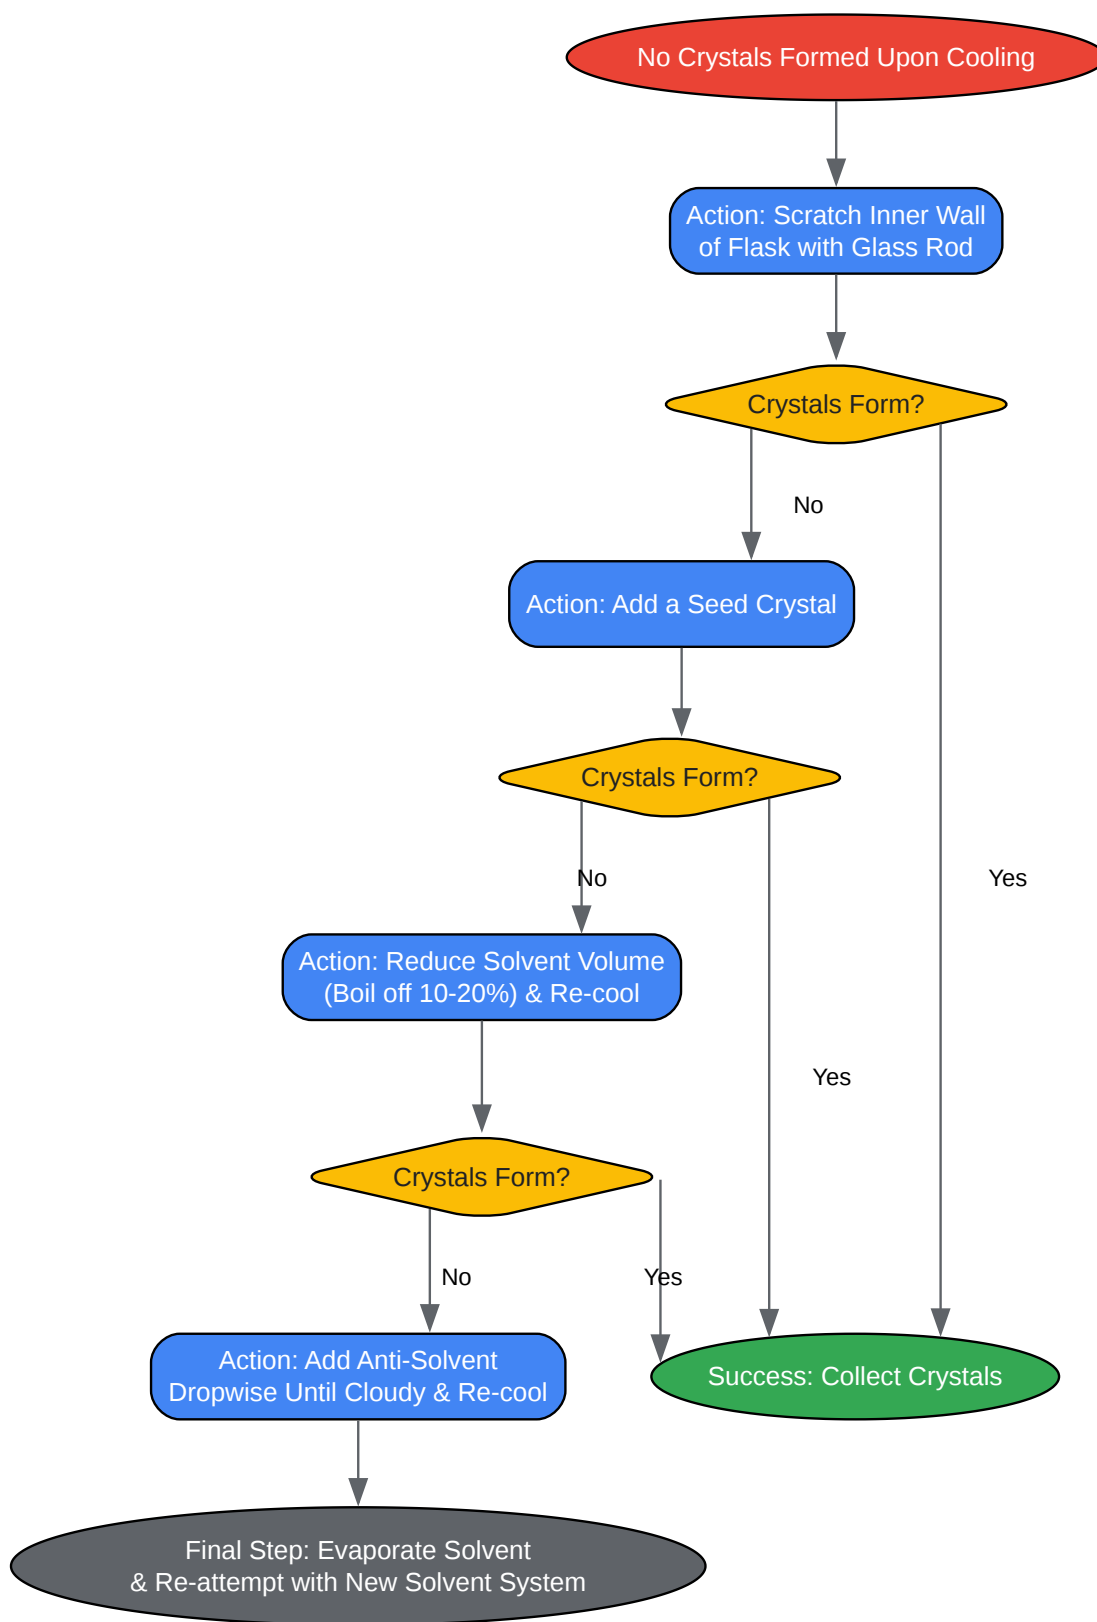 No Crystals Formed Upon Cooling
Action: Scratch Inner Wall
of Flask with Glass Rod
Crystals Form?
No
Action: Add a Seed Crystal
Crystals Form?
No
Yes
Action: Reduce Solvent Volume
(Boil off 10-20%) & Re-cool
Yes
Crystals Form?
No
Yes
Action: Add Anti-Solvent
Dropwise Until Cloudy & Re-cool
Success: Collect Crystals
Final Step: Evaporate Solvent
& Re-attempt with New Solvent System